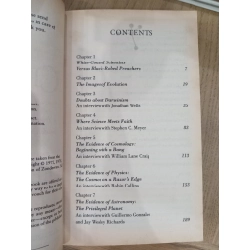 CONTENTS
Chapter 1
White-Coated Scientists
Versus Black-Robed Preachers 7
Chapter 2
The Images of Evolution
Chapter 3
Doubts about Darwinism
An interview with Jonathan Wells
Chapter 4
Where Science Meets Faith
An interview with Stephen C. Meyer
Chapter 5
The Evidence of Cosmology:
Beginning with a Bang
An interview with William Lane Craig
Chapter 6
The Evidence of Physics:
The Cosmos on a Razor's Edge
An interview with Robin Collins
Chapter 7
The Evidence of Astronomy:
The Privileged Planet
An interview with Guillermo Gonzalez and
Jay Wesley Richards